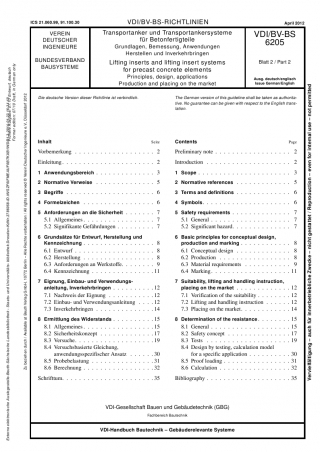 ICS 21.060.99, 91.100.30
VDI/BV-BS-RICHTLINIEN
April 2012
VEREIN
DEUTSCHER
INGENIEURE
BUNDESVERBAND
BAUSYSTEME
Transportanker und Transportankersysteme
für Betonfertigteile
Grundlagen, Bemessung, Anwendungen
Herstellen und Inverkehrbringen
Lifting inserts and lifting insert systems
for precast concrete elements
Principles, design, applications
Production and placing on the market
VDI/BV-BS
6205
Blatt 2 / Part 2
Ausg. deutsch/englisch
Issue German/English
Die deutsche Version dieser Richtlinie ist verbindlich.
The German version of this guideline shall be taken as authorita-
tive. No guarantee can be given with respect to the English trans-
lation.
Inhalt Seite
Vorbemerkung 2
Einleitung 2
1 Anwendungsbereich 3
2 Normative Verweise 5
3 Begriffe 6
4 Formelzeichen 6
5 Anforderungen an die Sicherheit 7
5.1 Allgemeines 7
5.2 Signifikante Gefährdungen 7
6 Grundsätze für Entwurf, Herstellung und
Kennzeichnung 8
6.1 Entwurf 8
6.2 Herstellung 8
6.3 Anforderungen an Werkstoffe 9
6.4 Kennzeichnung 11
7 Eignung, Einbau- und Verwendungs-
anleitung, Inverkehrbringen 12
7.1 Nachweis der Eignung 12
7.2 Einbau- und Verwendungsanleitung 12
7.3 Inverkehrbringen 14
8 Ermittlung des Widerstands 15
8.1 Allgemeines 15
8.2 Sicherheitskonzept 17
8.3 Versuche 19
8.4 Versuchsbasierte Gleichung,
anwendungsspezifischer Ansatz 30
8.5 Probebelastung 31
8.6 Berechnung 32
Schrifttum 35
Contents Page
Preliminary note 2
Introduction 2
1 Scope 3
2 Normative references 5
3 Terms and definitions 6
4 Symbols 6
5 Safety requirements 7
5.1 General 7
5.2 Significant hazard 7
6 Basic principles for conceptual design,
production and marking 8
6.1 Conceptual design 8
6.2 Production 8
6.3 Material requirements 9
6.4 Marking 11
7 Suitability, lifting and handling instruction,
placing on the market 12
7.1 Verification of the suitability 12
7.2 Lifting and handling instruction 12
7.3 Placing on the market 14
8 Determination of the resistance 15
8.1 General 15
8.2 Safety concept 17
8.3 Tests 19
8.4 Design by testing, calculation model
for a specific application 30
8.5 Proof loading 31
8.6 Calculation 32
Bibliography 35
VDI-Gesellschaft Bauen und Gebäudetechnik (GBG)
Fachbereich Bautechnik
VDI-Handbuch Bautechnik – Gebäuderelevante Systeme
Vervielfältigung – auch für innerbetriebliche Zwecke – nicht gestattet / Reproduction – even for internal use – not permitted